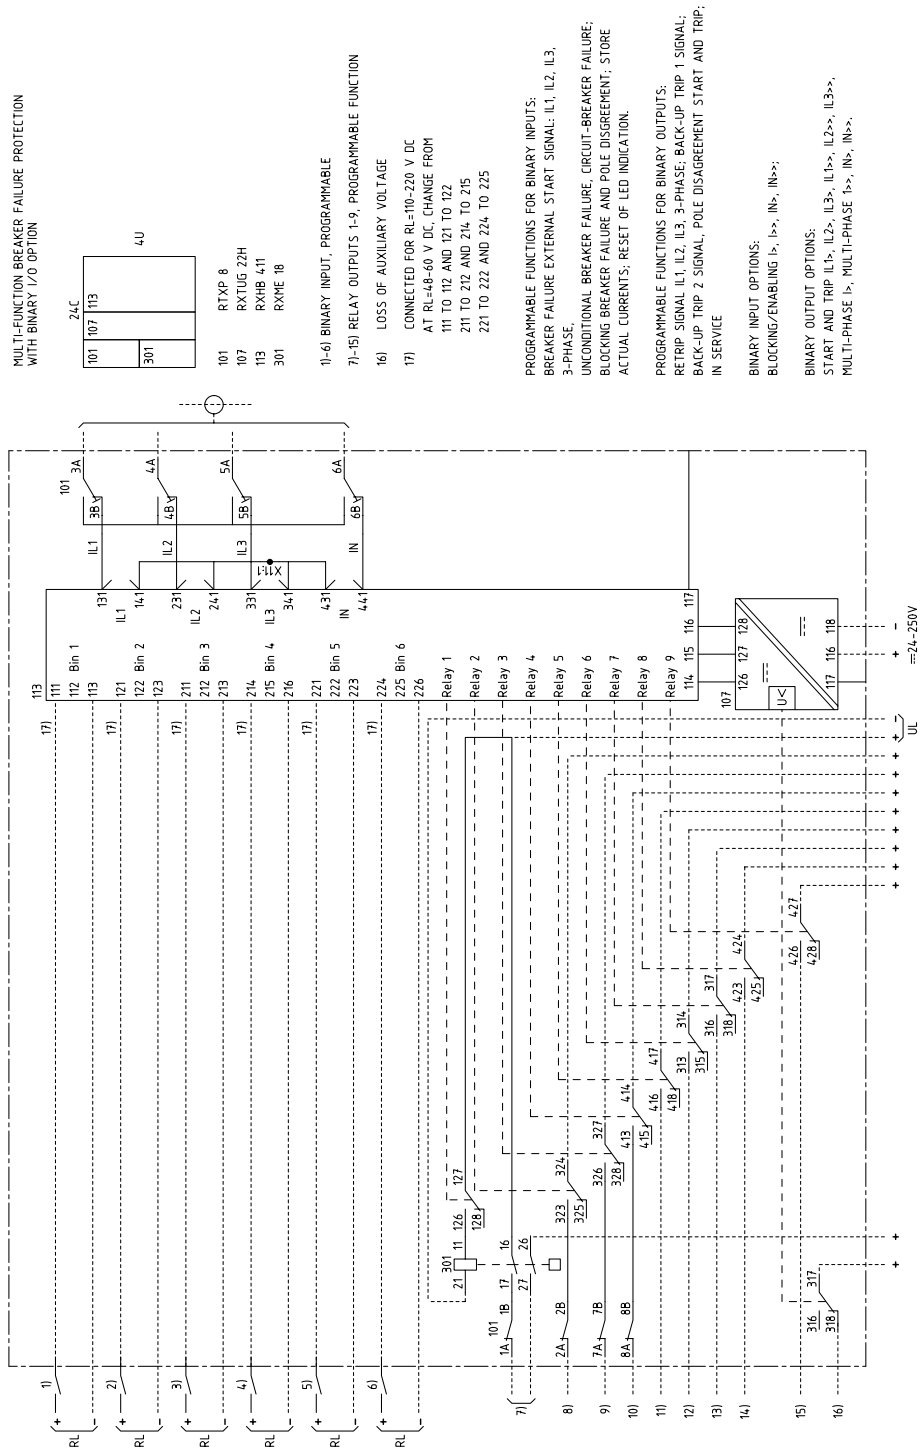 MULTI-FUNCTION BREAKER FAILURE PROTECTION
WITH BINARY I/O OPTION
24C
101
107
113
301
4U
101 RTXP 8
107 RXTUG 22H
113 RXHB 411
301 RXME 18
1)-6) BINARY INPUT, PROGRAMMABLE
7)-15) RELAY OUTPUTS 1-9, PROGRAMMABLE FUNCTION
16) LOSS OF AUXILIARY VOLTAGE
17) CONNECTED FOR RL=110-220 V DC
AT RL=48-60 V DC, CHANGE FROM
111 TO 112 AND 121 TO 122
211 TO 212 AND 214 TO 215
221 TO 222 AND 224 TO 225
PROGRAMMABLE FUNCTIONS FOR BINARY INPUTS:
BREAKER FAILURE EXTERNAL START SIGNAL: IL1, IL2, IL3,
3-PHASE,
UNCONDITIONAL BREAKER FAILURE, CIRCUIT-BREAKER FAILURE;
BLOCKING BREAKER FAILURE AND POLE DISGREEMENT; STORE
ACTUAL CURRENTS; RESET OF LED INDICATION.
PROGRAMMABLE FUNCTIONS FOR BINARY OUTPUTS:
RETRIP SIGNAL IL1, IL2, IL3, 3-PHASE; BACK-UP TRIP 1 SIGNAL;
BACK-UP TRIP 2 SIGNAL, POLE DISAGREEMENT START AND TRIP;
IN SERVICE
BINARY INPUT OPTIONS:
BLOCKING/ENABLING I>, I>>, IN>, IN>>;
BINARY OUTPUT OPTIONS:
START AND TRIP IL1>, IL2>, IL3>, IL1>>, IL2>>, IL3>>,
MULTI-PHASE I>, MULTI-PHASE I>>, IN>, IN>>.
101
3A
4A
5A
6A
3B
4B
5B
6B
IL1
IL2
IL3
IN
X11:1
131
141
231
241
331
341
431
441
IL1
IL2
IL3
IN
113
111
112 Bin 1
113
121
122 Bin 2
123
211
212 Bin 3
213
214
215 Bin 4
216
221
222 Bin 5
223
224
225 Bin 6
226
Relay 1
Relay 2
Relay 3
Relay 4
Relay 5
Relay 6
Relay 7
Relay 8
Relay 9
114
115
116
117
107
126
127
128
U<
117
116
118
+
-
24-250V
17)
17)
17)
17)
17)
17)
-
+
UL
+
+
+
+
+
+
+
+
427
426
428
424
423
425
317
316
318
314
313
315
417
416
418
414
413
415
327
326
328
324
323
325
127
126
128
301
11
21
16
17
26
27
+
+
317
316
318
101
1B
1A
2B
2A
7B
7A
8B
8A
1)
2)
3)
4)
5)
6)
7)
8)
9)
10)
11)
12)
13)
14)
15)
16)
+
-
RL
+
-
RL
+
-
RL
+
-
RL
+
-
RL
+
-
RL